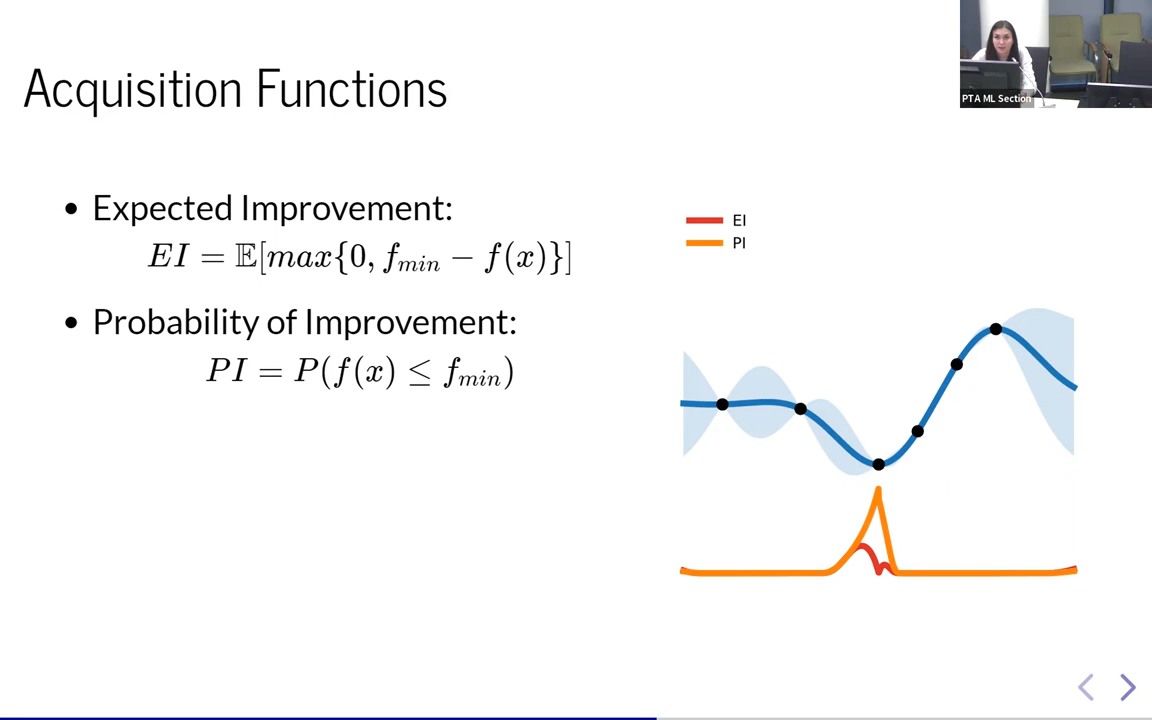 Acquisition Functions
PTA ML Section
• Expected Improvement:
EI = 𝔼[max{0, f_min − f(x)}]
• Probability of Improvement:
PI = P(f(x) ≤ f_min)
EI
PI